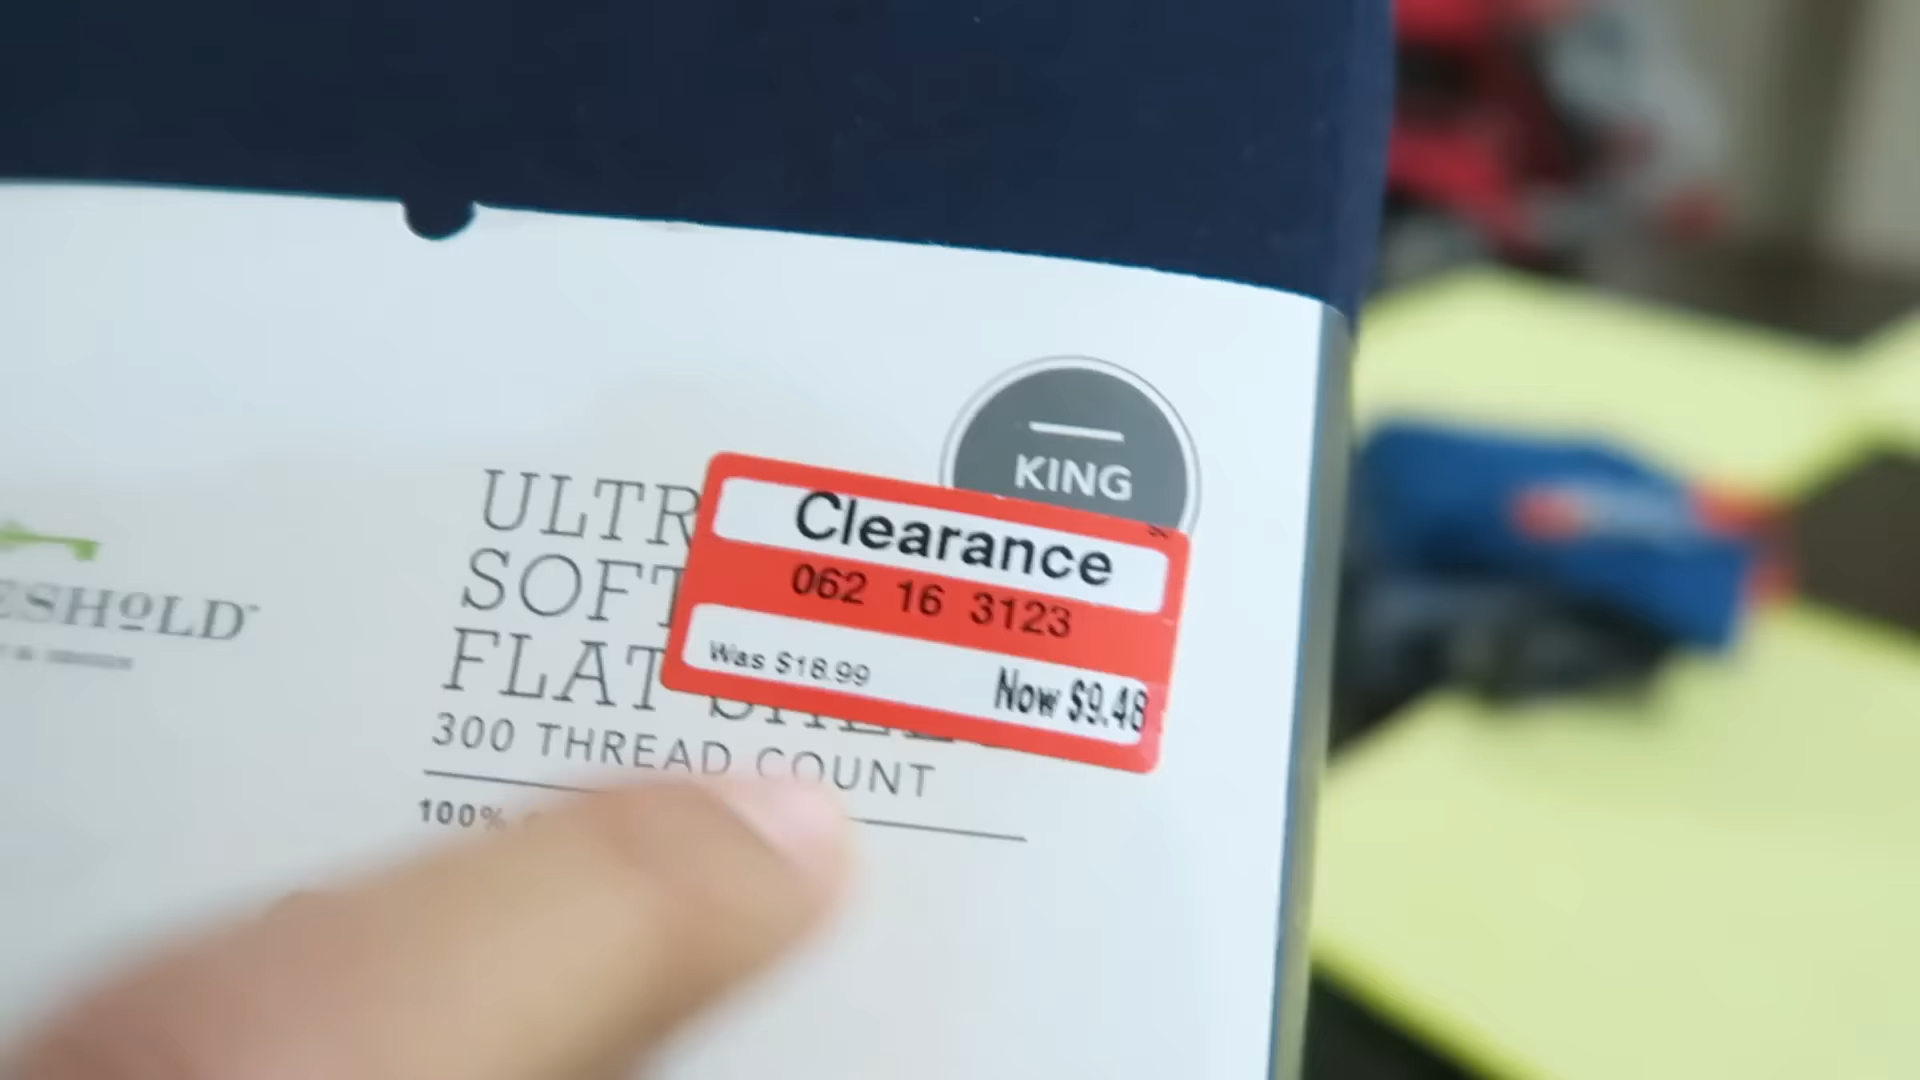 KING
ULTR
SOFT
FLAT
Clearance
062 16 3123
Was $18.99
Now $9.48
300 THREAD COUNT
100%
ESHOLD